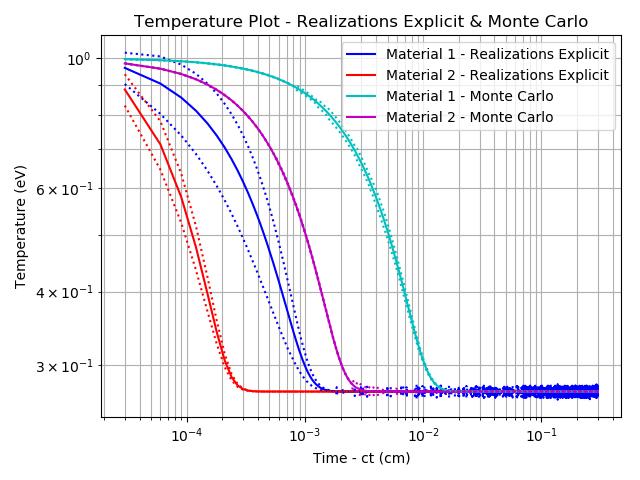 Temperature Plot - Realizations Explicit & Monte Carlo
Material 1 - Realizations Explicit
Material 2 - Realizations Explicit
Material 1 - Monte Carlo
Material 2 - Monte Carlo
Temperature (eV)
10⁰
6 × 10⁻¹
4 × 10⁻¹
3 × 10⁻¹
10⁻⁴
10⁻³
10⁻²
10⁻¹
Time - ct (cm)